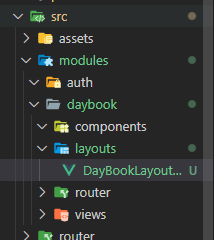 src
assets
modules
auth
daybook
components
layouts
DayBookLayout... U
router
views
router